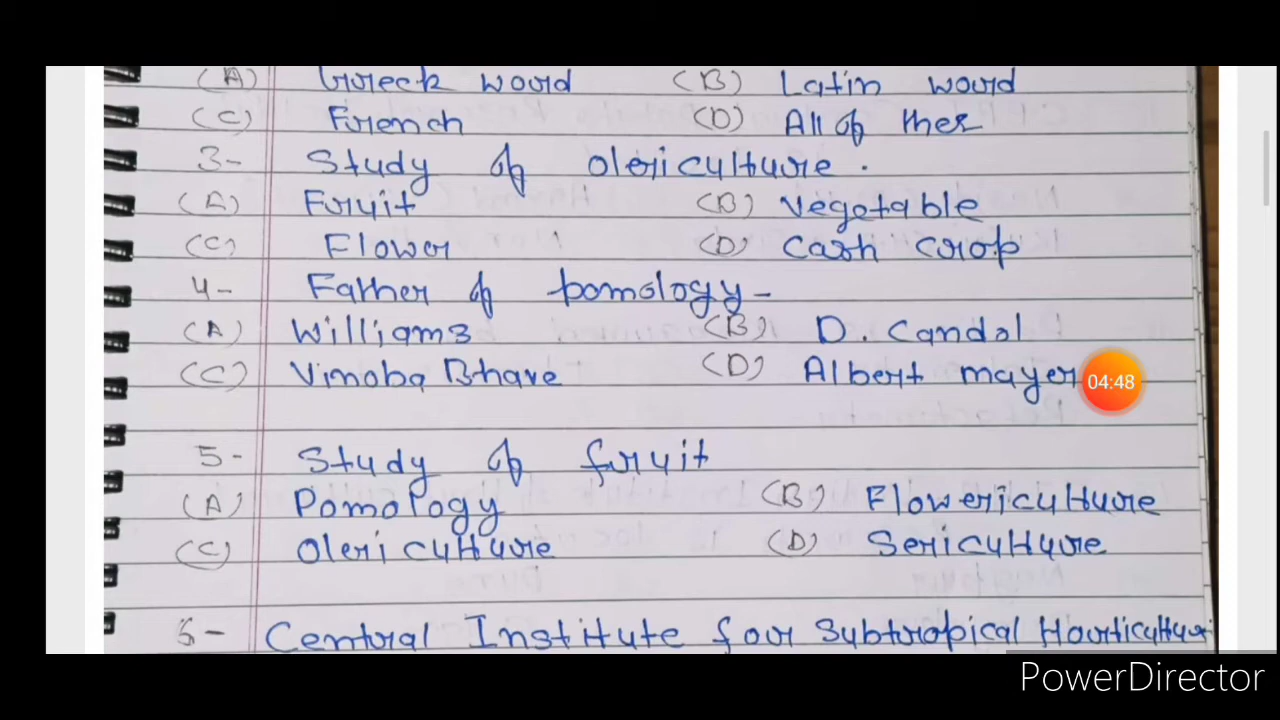 (A) Greek word (B) Latin word
(C) French (D) All of thes
3- Study of olericulture.
(A) Fruit (B) Vegetable
(C) Flower (D) Cash crop
4- Father of pomology-
(A) Williams (B) D. Candol
(C) Vinoba Bhave (D) Albert mayer
04:48
5- Study of fruit
(A) Pomology (B) Flowericulture
(C) Olericulture (D) Sericulture
6- Central Institute for Subtropical Horticultur
PowerDirector